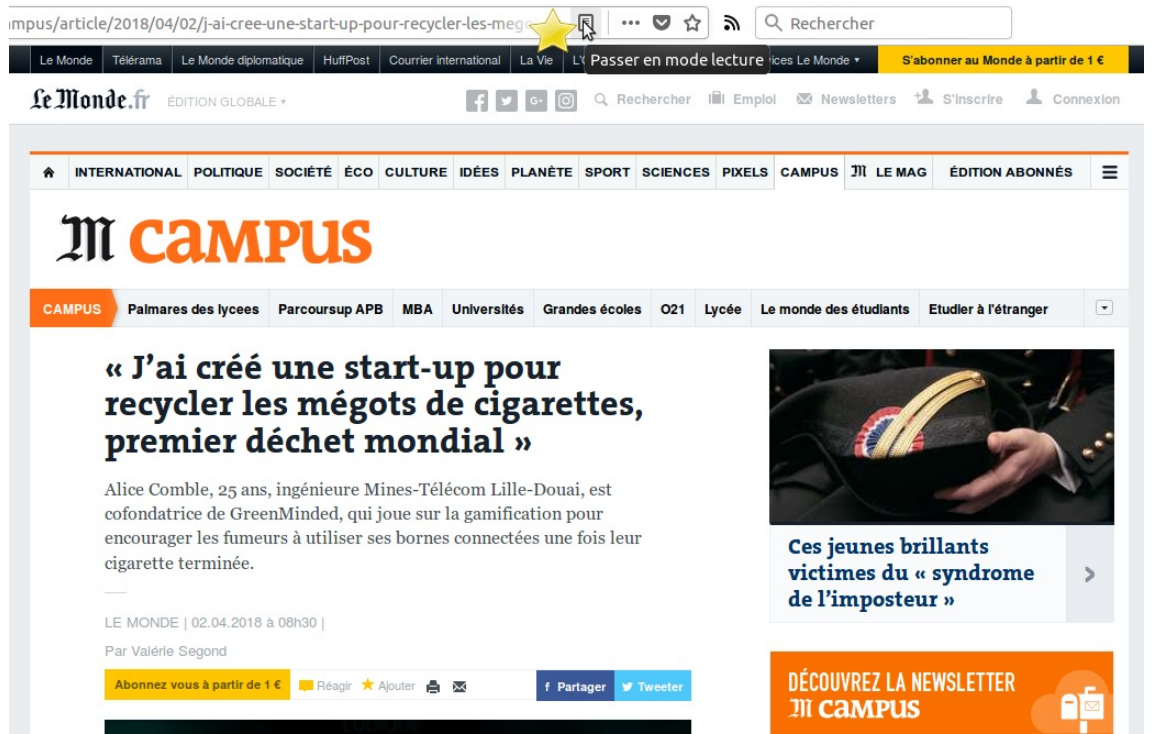 mpus/article/2018/04/02/j-ai-cree-une-start-up-pour-recycler-les-meg
Rechercher
Passer en mode lecture
Le Monde Télérama Le Monde diplomatique HuffPost Courrier international La Vie ices Le Monde S'abonner au Monde à partir de 1 €
Le Monde.fr ÉDITION GLOBALE Rechercher Emploi Newsletters S'inscrire Connexion
INTERNATIONAL POLITIQUE SOCIÉTÉ ÉCO CULTURE IDÉES PLANÈTE SPORT SCIENCES PIXELS CAMPUS M LE MAG ÉDITION ABONNÉS
M CAMPUS
CAMPUS Palmares des lycees Parcoursup APB MBA Universités Grandes écoles O21 Lycée Le monde des étudiants Etudier à l'étranger
« J'ai créé une start-up pour
recycler les mégots de cigarettes,
premier déchet mondial »
Alice Comble, 25 ans, ingénieure Mines-Télécom Lille-Douai, est
cofondatrice de GreenMinded, qui joue sur la gamification pour
encourager les fumeurs à utiliser ses bornes connectées une fois leur
cigarette terminée.
LE MONDE | 02.04.2018 à 08h30 |
Par Valérie Segond
Abonnez vous à partir de 1 € Réagir Ajouter f Partager Tweeter
Ces jeunes brillants
victimes du « syndrome
de l'imposteur »
DÉCOUVREZ LA NEWSLETTER
M CAMPUS